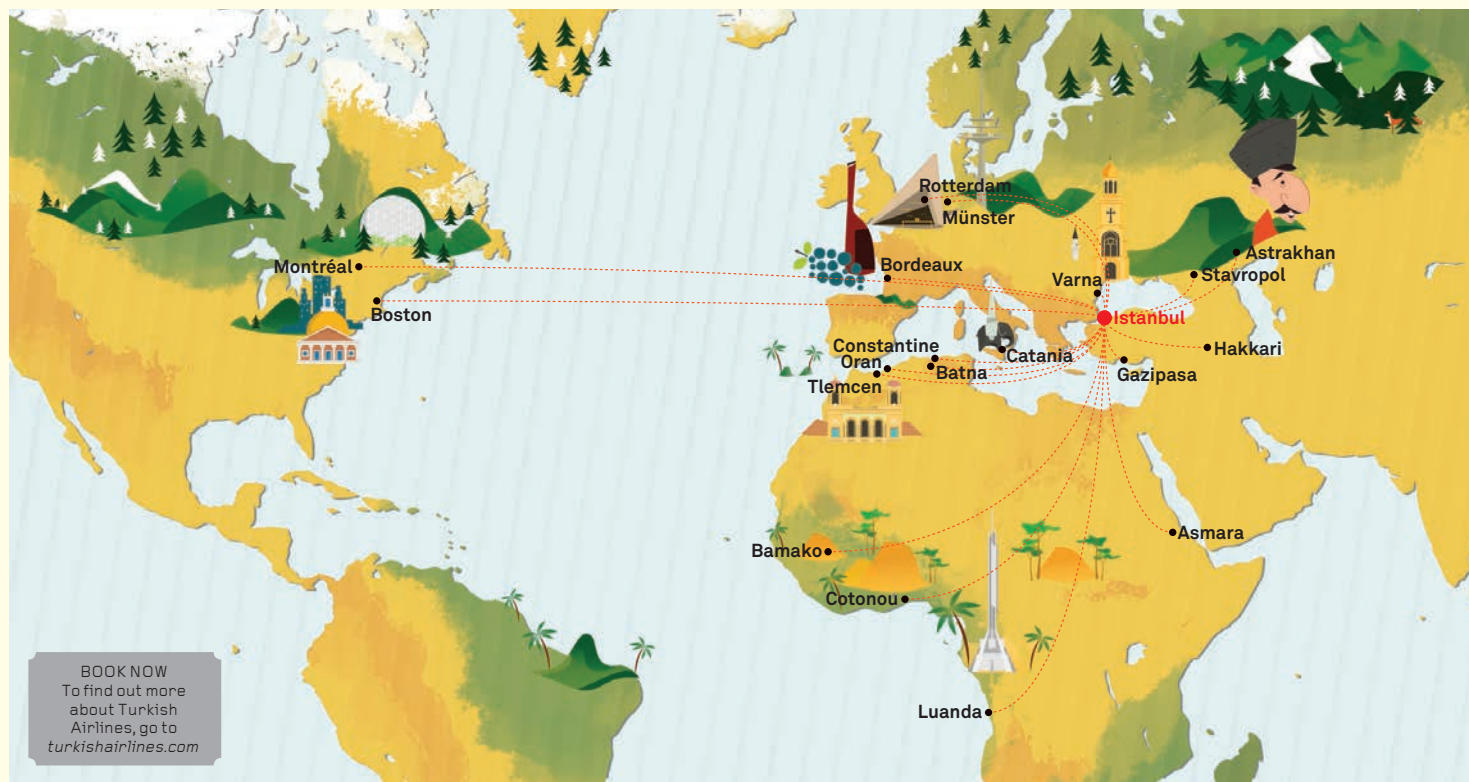 Rotterdam
Münster
Montréal
Boston
Bordeaux
Varna
Astrakhan
Stavropol
Istanbul
Hakkari
Constantine
Oran
Batna
Catania
Gazipasa
Tlemcen
Asmara
Bamako
Cotonou
Luanda
BOOK NOW
To find out more
about Turkish
Airlines, go to
turkishairlines.com